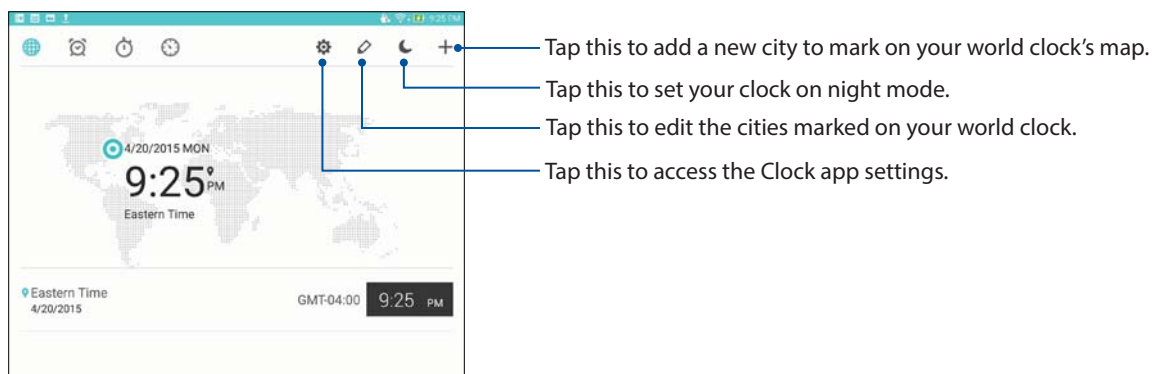 9:25 PM
Tap this to add a new city to mark on your world clock's map.
Tap this to set your clock on night mode.
Tap this to edit the cities marked on your world clock.
Tap this to access the Clock app settings.
4/20/2015 MON
9:25 PM
Eastern Time
Eastern Time
4/20/2015
GMT-04:00
9:25 PM